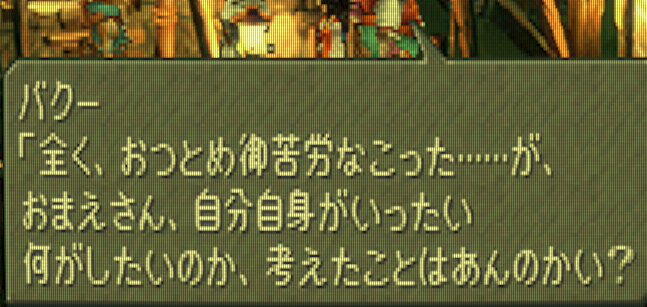 バクー
「全く、おつとめ御苦労なこった……が、
おまえさん、自分自身がいったい
何がしたいのか、考えたことはあんのかい？